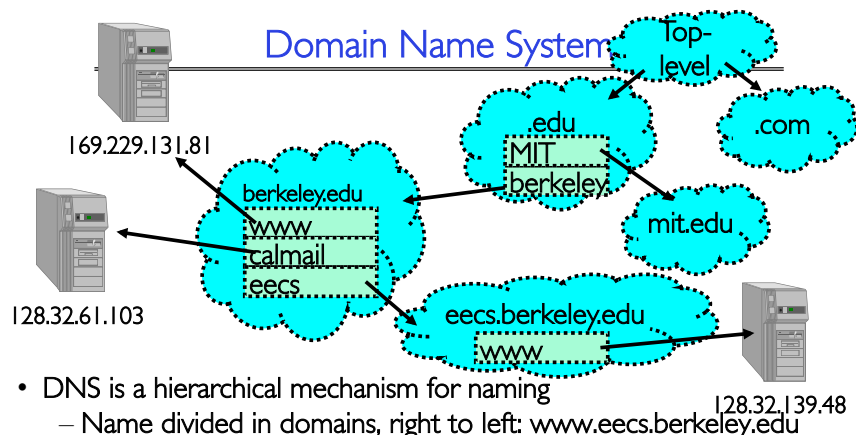 Domain Name System
Top-
level
.edu
.com
MIT
berkeley
mit.edu
169.229.131.81
berkeley.edu
www
calmail
eecs
128.32.61.103
eecs.berkeley.edu
www
128.32.139.48
• DNS is a hierarchical mechanism for naming
– Name divided in domains, right to left: www.eecs.berkeley.edu